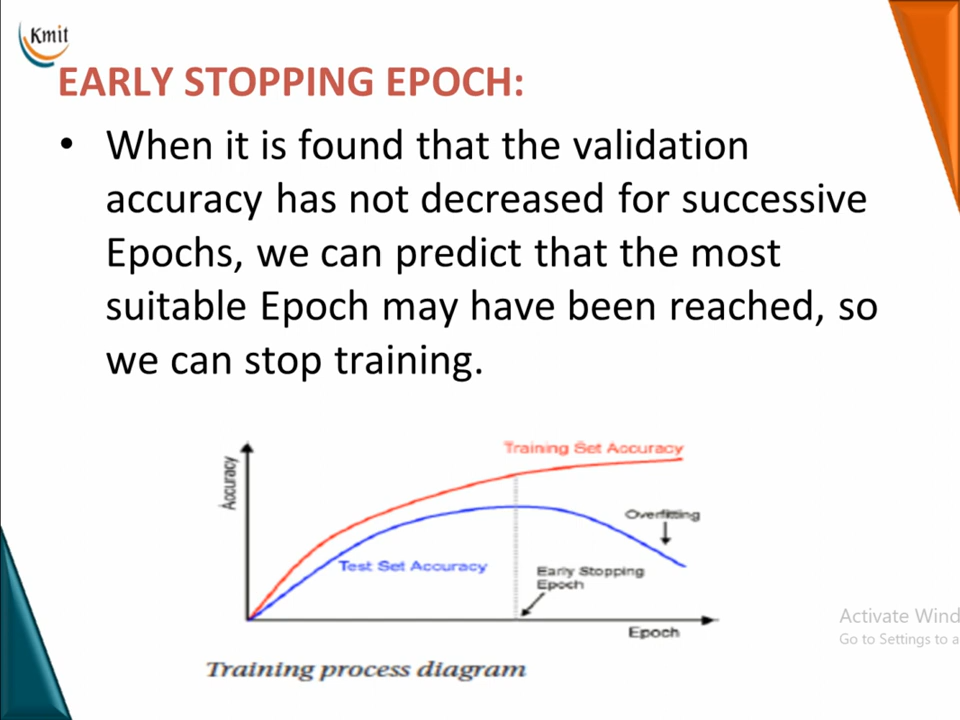 Kmit
EARLY STOPPING EPOCH:
• When it is found that the validation
accuracy has not decreased for successive
Epochs, we can predict that the most
suitable Epoch may have been reached, so
we can stop training.
Training Set Accuracy
Accuracy
Overfitting
Test Set Accuracy
Early Stopping
Epoch
Epoch
Training process diagram
Activate Wind
Go to Settings to a